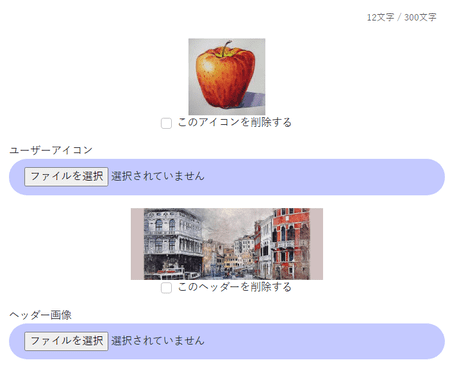 12文字 / 300文字
このアイコンを削除する
ユーザーアイコン
ファイルを選択 選択されていません
このヘッダーを削除する
ヘッダー画像
ファイルを選択 選択されていません